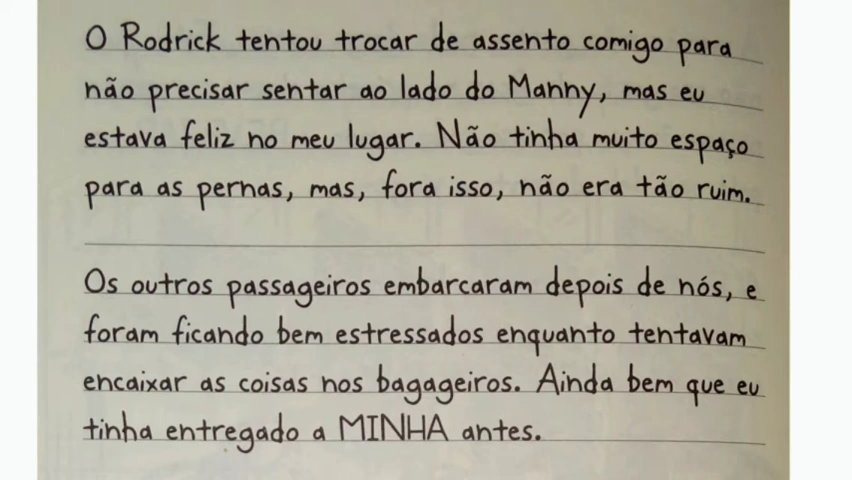 O Rodrick tentou trocar de assento comigo para
não precisar sentar ao lado do Manny, mas eu
estava feliz no meu lugar. Não tinha muito espaço
para as pernas, mas, fora isso, não era tão ruim.
Os outros passageiros embarcaram depois de nós, e
foram ficando bem estressados enquanto tentavam
encaixar as coisas nos bagageiros. Ainda bem que eu
tinha entregado a MINHA antes.